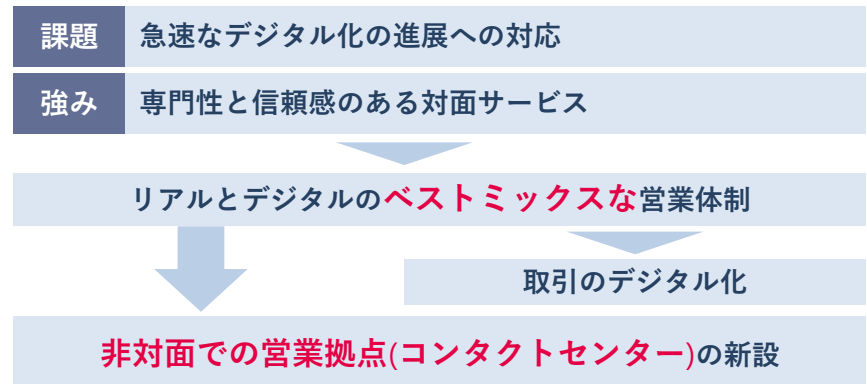 課題 急速なデジタル化の進展への対応
強み 専門性と信頼感のある対面サービス
リアルとデジタルのベストミックスな営業体制
取引のデジタル化
非対面での営業拠点(コンタクトセンター)の新設